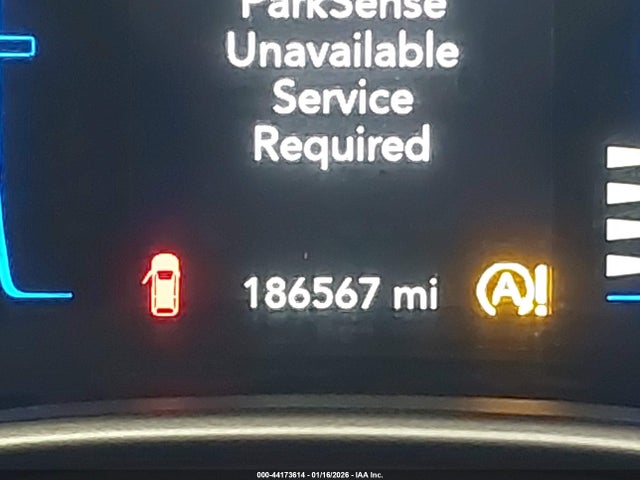 ParkSense
Unavailable
Service
Required
186567 mi
A!
000-44173614 - 01/16/2026 - IAA Inc.